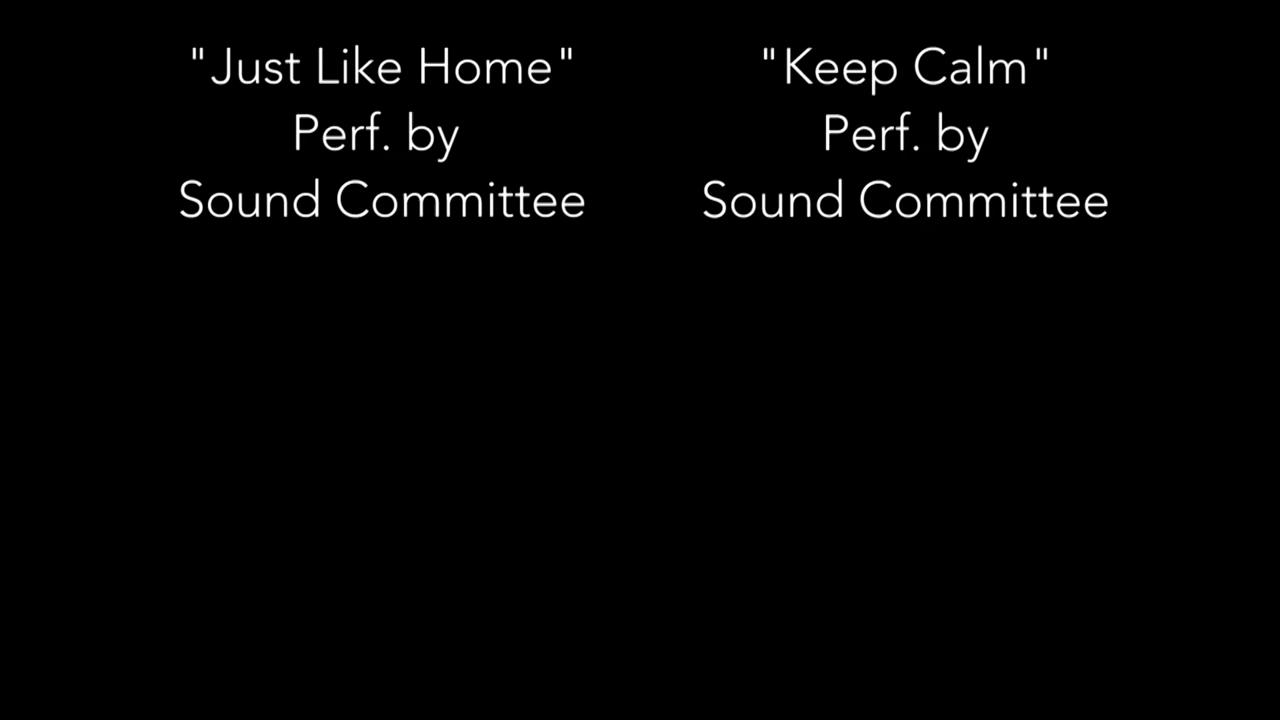 "Just Like Home"
Perf. by
Sound Committee
"Keep Calm"
Perf. by
Sound Committee